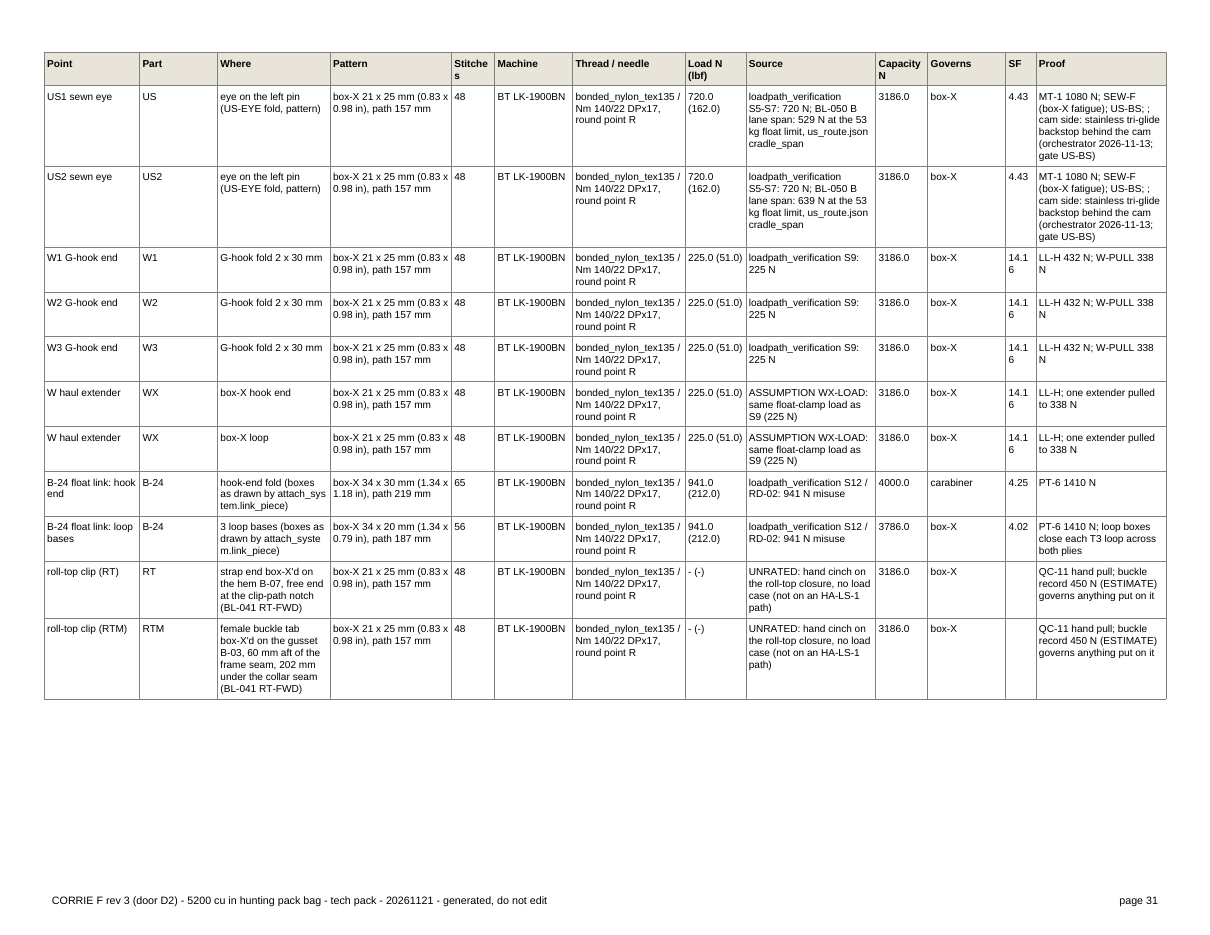 Point Part Where Pattern Stitche Machine Thread / needle Load N Source Capacity Governs SF Proof
s (lbf) N
US1 sewn eye US eye on the left pin box-X 21 x 25 mm (0.83 x 48 BT LK-1900BN bonded_nylon_tex135 / 720.0 loadpath_verification 3186.0 box-X 4.43 MT-1 1080 N; SEW-F
(US-EYE fold, pattern) 0.98 in), path 157 mm Nm 140/22 DPx17, (162.0) S5-S7: 720 N; BL-050 B (box-X fatigue); US-BS; ;
round point R lane span: 529 N at the 53 cam side: stainless tri-glide
kg float limit, us_route.json backstop behind the cam
cradle_span (orchestrator 2026-11-13;
gate US-BS)
US2 sewn eye US2 eye on the left pin box-X 21 x 25 mm (0.83 x 48 BT LK-1900BN bonded_nylon_tex135 / 720.0 loadpath_verification 3186.0 box-X 4.43 MT-1 1080 N; SEW-F
(US-EYE fold, pattern) 0.98 in), path 157 mm Nm 140/22 DPx17, (162.0) S5-S7: 720 N; BL-050 B (box-X fatigue); US-BS; ;
round point R lane span: 639 N at the 53 cam side: stainless tri-glide
kg float limit, us_route.json backstop behind the cam
cradle_span (orchestrator 2026-11-13;
gate US-BS)
W1 G-hook end W1 G-hook fold 2 x 30 mm box-X 21 x 25 mm (0.83 x 48 BT LK-1900BN bonded_nylon_tex135 / 225.0 (51.0) loadpath_verification S9: 3186.0 box-X 14.1 LL-H 432 N; W-PULL 338
0.98 in), path 157 mm Nm 140/22 DPx17, 225 N 6 N
round point R
W2 G-hook end W2 G-hook fold 2 x 30 mm box-X 21 x 25 mm (0.83 x 48 BT LK-1900BN bonded_nylon_tex135 / 225.0 (51.0) loadpath_verification S9: 3186.0 box-X 14.1 LL-H 432 N; W-PULL 338
0.98 in), path 157 mm Nm 140/22 DPx17, 225 N 6 N
round point R
W3 G-hook end W3 G-hook fold 2 x 30 mm box-X 21 x 25 mm (0.83 x 48 BT LK-1900BN bonded_nylon_tex135 / 225.0 (51.0) loadpath_verification S9: 3186.0 box-X 14.1 LL-H 432 N; W-PULL 338
0.98 in), path 157 mm Nm 140/22 DPx17, 225 N 6 N
round point R
W haul extender WX box-X hook end box-X 21 x 25 mm (0.83 x 48 BT LK-1900BN bonded_nylon_tex135 / 225.0 (51.0) ASSUMPTION WX-LOAD: 3186.0 box-X 14.1 LL-H; one extender pulled
0.98 in), path 157 mm Nm 140/22 DPx17, same float-clamp load as 6 to 338 N
round point R S9 (225 N)
W haul extender WX box-X loop box-X 21 x 25 mm (0.83 x 48 BT LK-1900BN bonded_nylon_tex135 / 225.0 (51.0) ASSUMPTION WX-LOAD: 3186.0 box-X 14.1 LL-H; one extender pulled
0.98 in), path 157 mm Nm 140/22 DPx17, same float-clamp load as 6 to 338 N
round point R S9 (225 N)
B-24 float link: hook B-24 hook-end fold (boxes box-X 34 x 30 mm (1.34 x 65 BT LK-1900BN bonded_nylon_tex135 / 941.0 loadpath_verification S12 / 4000.0 carabiner 4.25 PT-6 1410 N
end as drawn by attach_sys 1.18 in), path 219 mm Nm 140/22 DPx17, (212.0) RD-02: 941 N misuse
tem.link_piece) round point R
B-24 float link: loop B-24 3 loop bases (boxes as box-X 34 x 20 mm (1.34 x 56 BT LK-1900BN bonded_nylon_tex135 / 941.0 loadpath_verification S12 / 3786.0 box-X 4.02 PT-6 1410 N; loop boxes
bases drawn by attach_syste 0.79 in), path 187 mm Nm 140/22 DPx17, (212.0) RD-02: 941 N misuse close each T3 loop across
m.link_piece) round point R both plies
roll-top clip (RT) RT strap end box-X'd on box-X 21 x 25 mm (0.83 x 48 BT LK-1900BN bonded_nylon_tex135 / - (-) UNRATED: hand cinch on 3186.0 box-X QC-11 hand pull; buckle
the hem B-07, free end 0.98 in), path 157 mm Nm 140/22 DPx17, the roll-top closure, no load record 450 N (ESTIMATE)
at the clip-path notch round point R case (not on an HA-LS-1 governs anything put on it
(BL-041 RT-FWD) path)
roll-top clip (RTM) RTM female buckle tab box-X 21 x 25 mm (0.83 x 48 BT LK-1900BN bonded_nylon_tex135 / - (-) UNRATED: hand cinch on 3186.0 box-X QC-11 hand pull; buckle
box-X'd on the gusset 0.98 in), path 157 mm Nm 140/22 DPx17, the roll-top closure, no load record 450 N (ESTIMATE)
B-03, 60 mm aft of the round point R case (not on an HA-LS-1 governs anything put on it
frame seam, 202 mm path)
under the collar seam
(BL-041 RT-FWD)
CORRIE F rev 3 (door D2) - 5200 cu in hunting pack bag - tech pack - 20261121 - generated, do not edit page 31